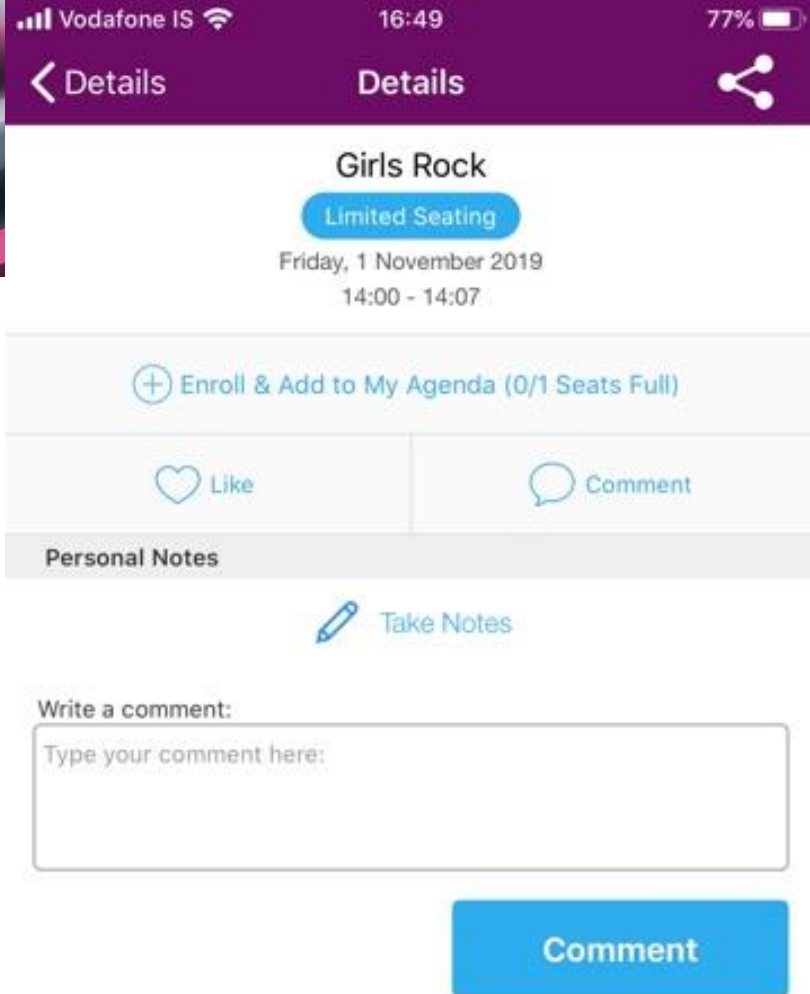 Vodafone IS 16:49 77%
Details Details
Girls Rock
Limited Seating
Friday, 1 November 2019
14:00 - 14:07
Enroll & Add to My Agenda (0/1 Seats Full)
Like Comment
Personal Notes
Take Notes
Write a comment:
Type your comment here:
Comment